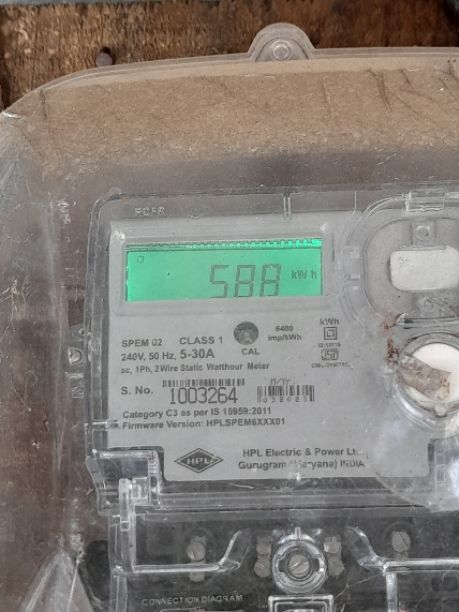 588 kWh
SPEM 02 CLASS 1
6400 imp/kWh
kWh
240V, 50 Hz, 5-30A CAL
ac, 1Ph, 2Wire Static Watthour Meter
S. No. 1003264
Category C3 as per IS 15959:2011
Firmware Version: HPLSPEM6XXX01
HPL
HPL Electric & Power Ltd.
Gurugram (Haryana) INDIA
CONNECTION DIAGRAM